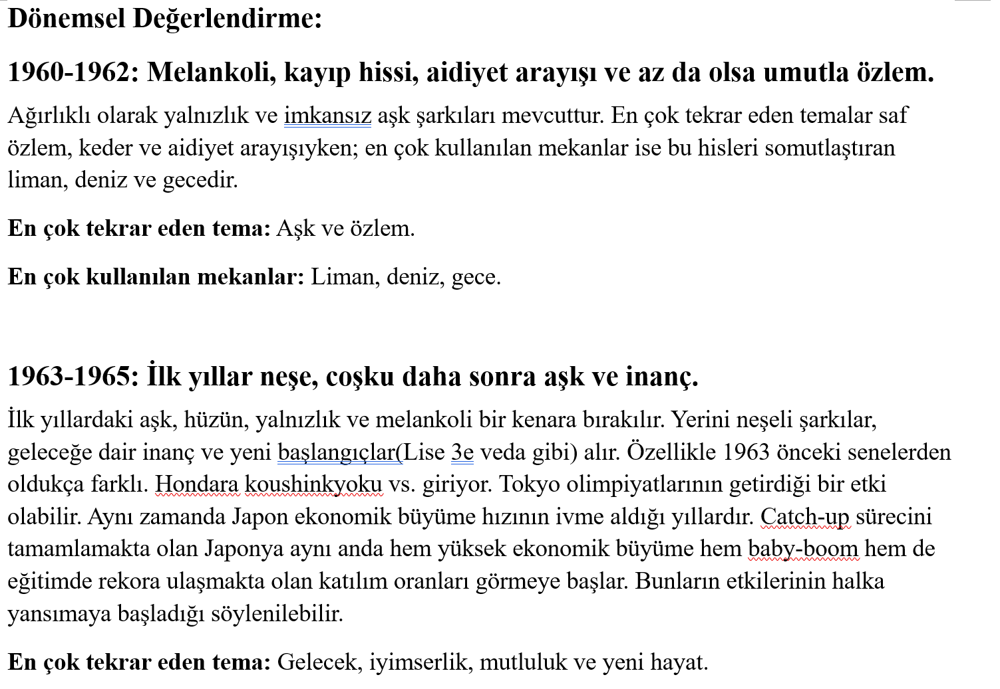 Dönemsel Değerlendirme:
1960-1962: Melankoli, kayıp hissi, aidiyet arayışı ve az da olsa umutla özlem.
Ağırlıklı olarak yalnızlık ve imkansız aşk şarkıları mevcuttur. En çok tekrar eden temalar saf
özlem, keder ve aidiyet arayışıyken; en çok kullanılan mekanlar ise bu hisleri somutlaştıran
liman, deniz ve gecedir.
En çok tekrar eden tema: Aşk ve özlem.
En çok kullanılan mekanlar: Liman, deniz, gece.
1963-1965: İlk yıllar neşe, coşku daha sonra aşk ve inanç.
İlk yıllardaki aşk, hüzün, yalnızlık ve melankoli bir kenara bırakılır. Yerini neşeli şarkılar,
geleceğe dair inanç ve yeni başlangıçlar(Lise 3e veda gibi) alır. Özellikle 1963 önceki senelerden
oldukça farklı. Hondara koushinkyoku vs. giriyor. Tokyo olimpiyatlarının getirdiği bir etki
olabilir. Aynı zamanda Japon ekonomik büyüme hızının ivme aldığı yıllardır. Catch-up sürecini
tamamlamakta olan Japonya aynı anda hem yüksek ekonomik büyüme hem baby-boom hem de
eğitimde rekora ulaşmakta olan katılım oranları görmeye başlar. Bunların etkilerinin halka
yansımaya başladığı söylenilebilir.
En çok tekrar eden tema: Gelecek, iyimserlik, mutluluk ve yeni hayat.